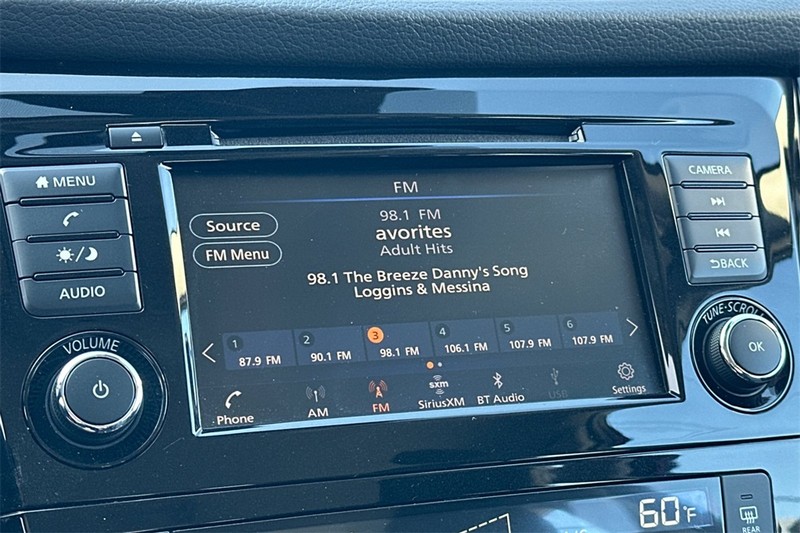 MENU
AUDIO
VOLUME
FM
98.1 FM
avorites
Adult Hits
Source
FM Menu
98.1 The Breeze Danny's Song
Loggins & Messina
1 2 3 4 5 6
87.9 FM 90.1 FM 98.1 FM 106.1 FM 107.9 FM 107.9 FM
Phone AM FM SiriusXM BT Audio USB Settings
sxm
CAMERA
BACK
TUNE-SCROLL
OK
60°F
REAR